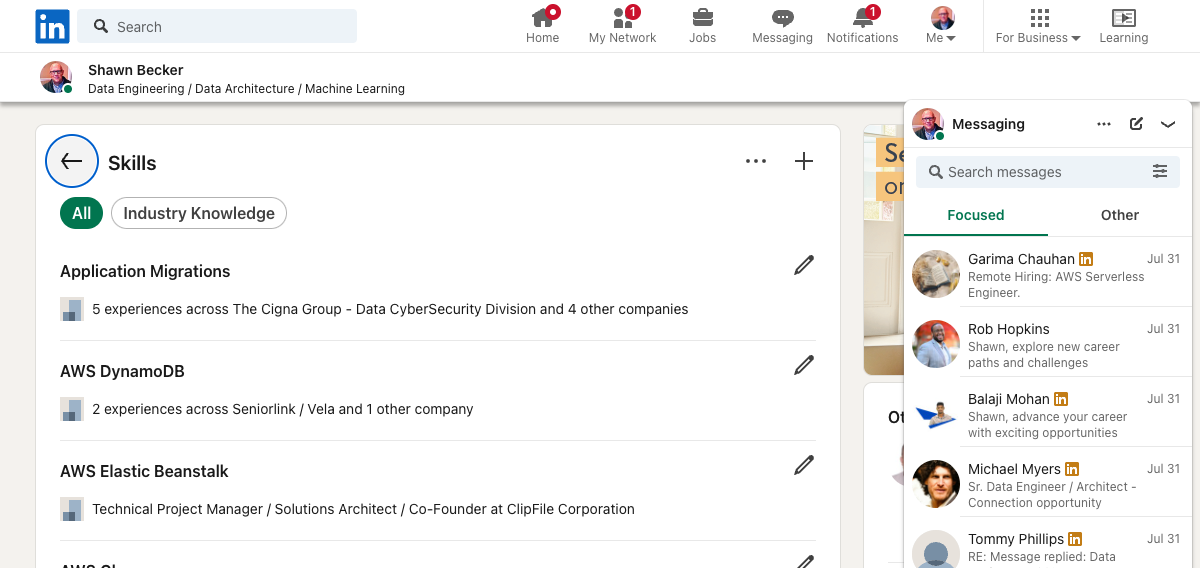 in
Search
Home
1
My Network
Jobs
Messaging
1
Notifications
Me
For Business
Learning
Shawn Becker
Data Engineering / Data Architecture / Machine Learning
Skills
All
Industry Knowledge
Application Migrations
5 experiences across The Cigna Group - Data CyberSecurity Division and 4 other companies
AWS DynamoDB
2 experiences across Seniorlink / Vela and 1 other company
AWS Elastic Beanstalk
Technical Project Manager / Solutions Architect / Co-Founder at ClipFile Corporation
Messaging
Search messages
Focused
Other
Garima Chauhan in
Jul 31
Remote Hiring: AWS Serverless
Engineer.
Rob Hopkins
Jul 31
Shawn, explore new career
paths and challenges
Balaji Mohan in
Jul 31
Shawn, advance your career
with exciting opportunities
Michael Myers in
Jul 31
Sr. Data Engineer / Architect -
Connection opportunity
Tommy Phillips in
Jul 31
RE: Message replied: Data